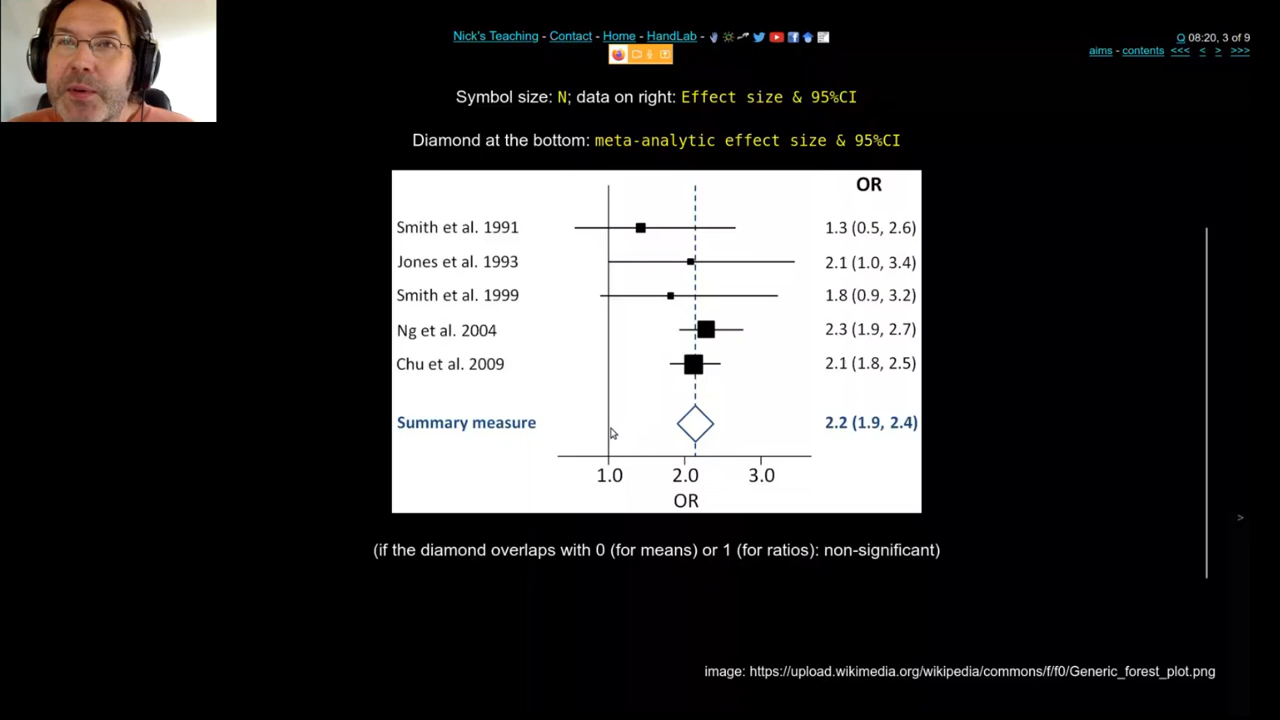 Nick's Teaching - Contact - Home - HandLab -
Q 08:20, 3 of 9
aims - contents <<< < > >>>
Symbol size: N; data on right: Effect size & 95%CI
Diamond at the bottom: meta-analytic effect size & 95%CI
OR
Smith et al. 1991 1.3 (0.5, 2.6)
Jones et al. 1993 2.1 (1.0, 3.4)
Smith et al. 1999 1.8 (0.9, 3.2)
Ng et al. 2004 2.3 (1.9, 2.7)
Chu et al. 2009 2.1 (1.8, 2.5)
Summary measure 2.2 (1.9, 2.4)
1.0 2.0 3.0
OR
>
(if the diamond overlaps with 0 (for means) or 1 (for ratios): non-significant)
image: https://upload.wikimedia.org/wikipedia/commons/f/f0/Generic_forest_plot.png